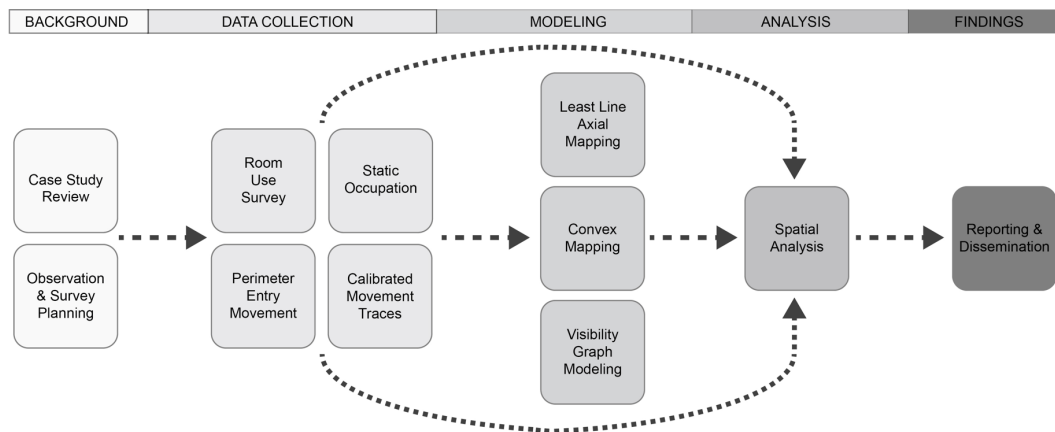 BACKGROUND
DATA COLLECTION
MODELING
ANALYSIS
FINDINGS
Case Study
Review
Observation
& Survey
Planning
Room
Use
Survey
Static
Occupation
Perimeter
Entry
Movement
Calibrated
Movement
Traces
Least Line
Axial
Mapping
Convex
Mapping
Visibility
Graph
Modeling
Spatial
Analysis
Reporting &
Dissemination